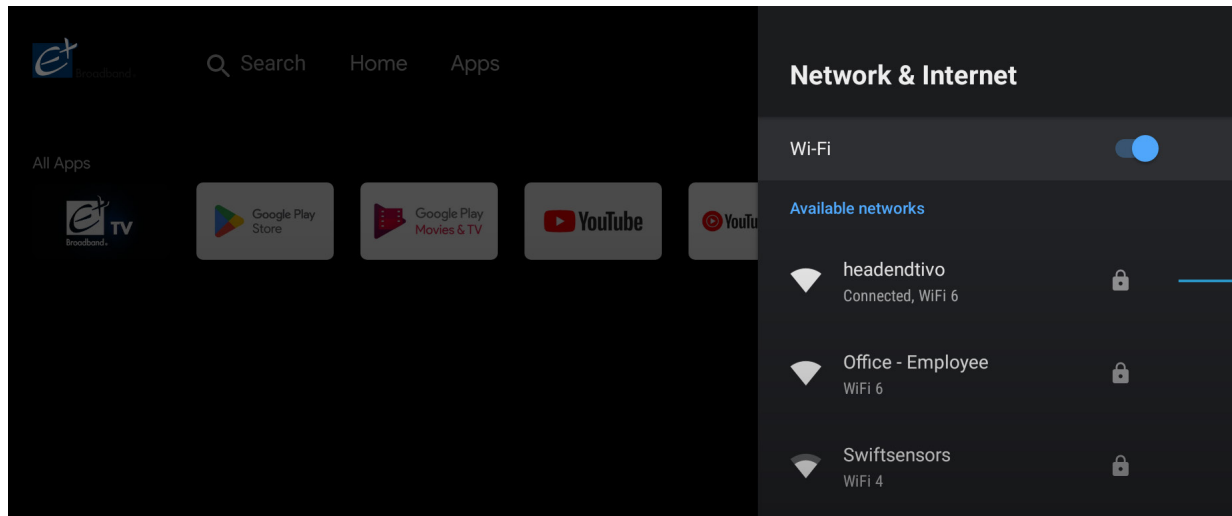 e+
Broadband.
Search Home Apps
All Apps
e+ TV
Broadband.
Google Play
Store
Google Play
Movies & TV
YouTube
YouTu
Network & Internet
Wi-Fi
Available networks
headendtivo
Connected, WiFi 6
Office - Employee
WiFi 6
Swiftsensors
WiFi 4